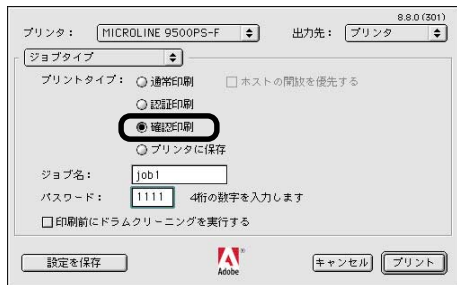 8.8.0 (301)
プリンタ： MICROLINE 9500PS-F 出力先： プリンタ
ジョブタイプ
プリントタイプ： 通常印刷 ホストの開放を優先する
認証印刷
確認印刷
プリンタに保存
ジョブ名： job1
パスワード： 1111 4桁の数字を入力します
印刷前にドラムクリーニングを実行する
設定を保存 Adobe キャンセル プリント